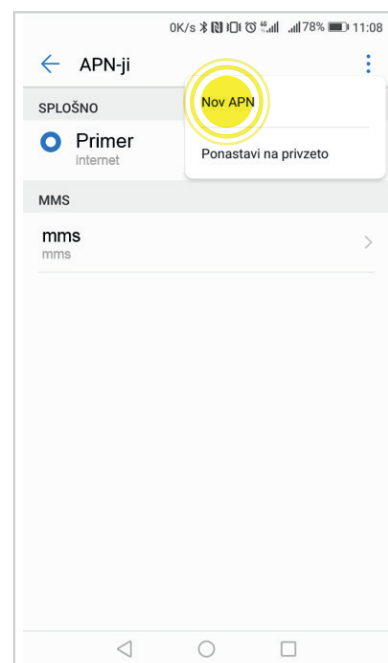 0K/s 78% 11:08
APN-ji
SPLOŠNO
Nov APN
Primer
internet
Ponastavi na privzeto
MMS
mms
mms